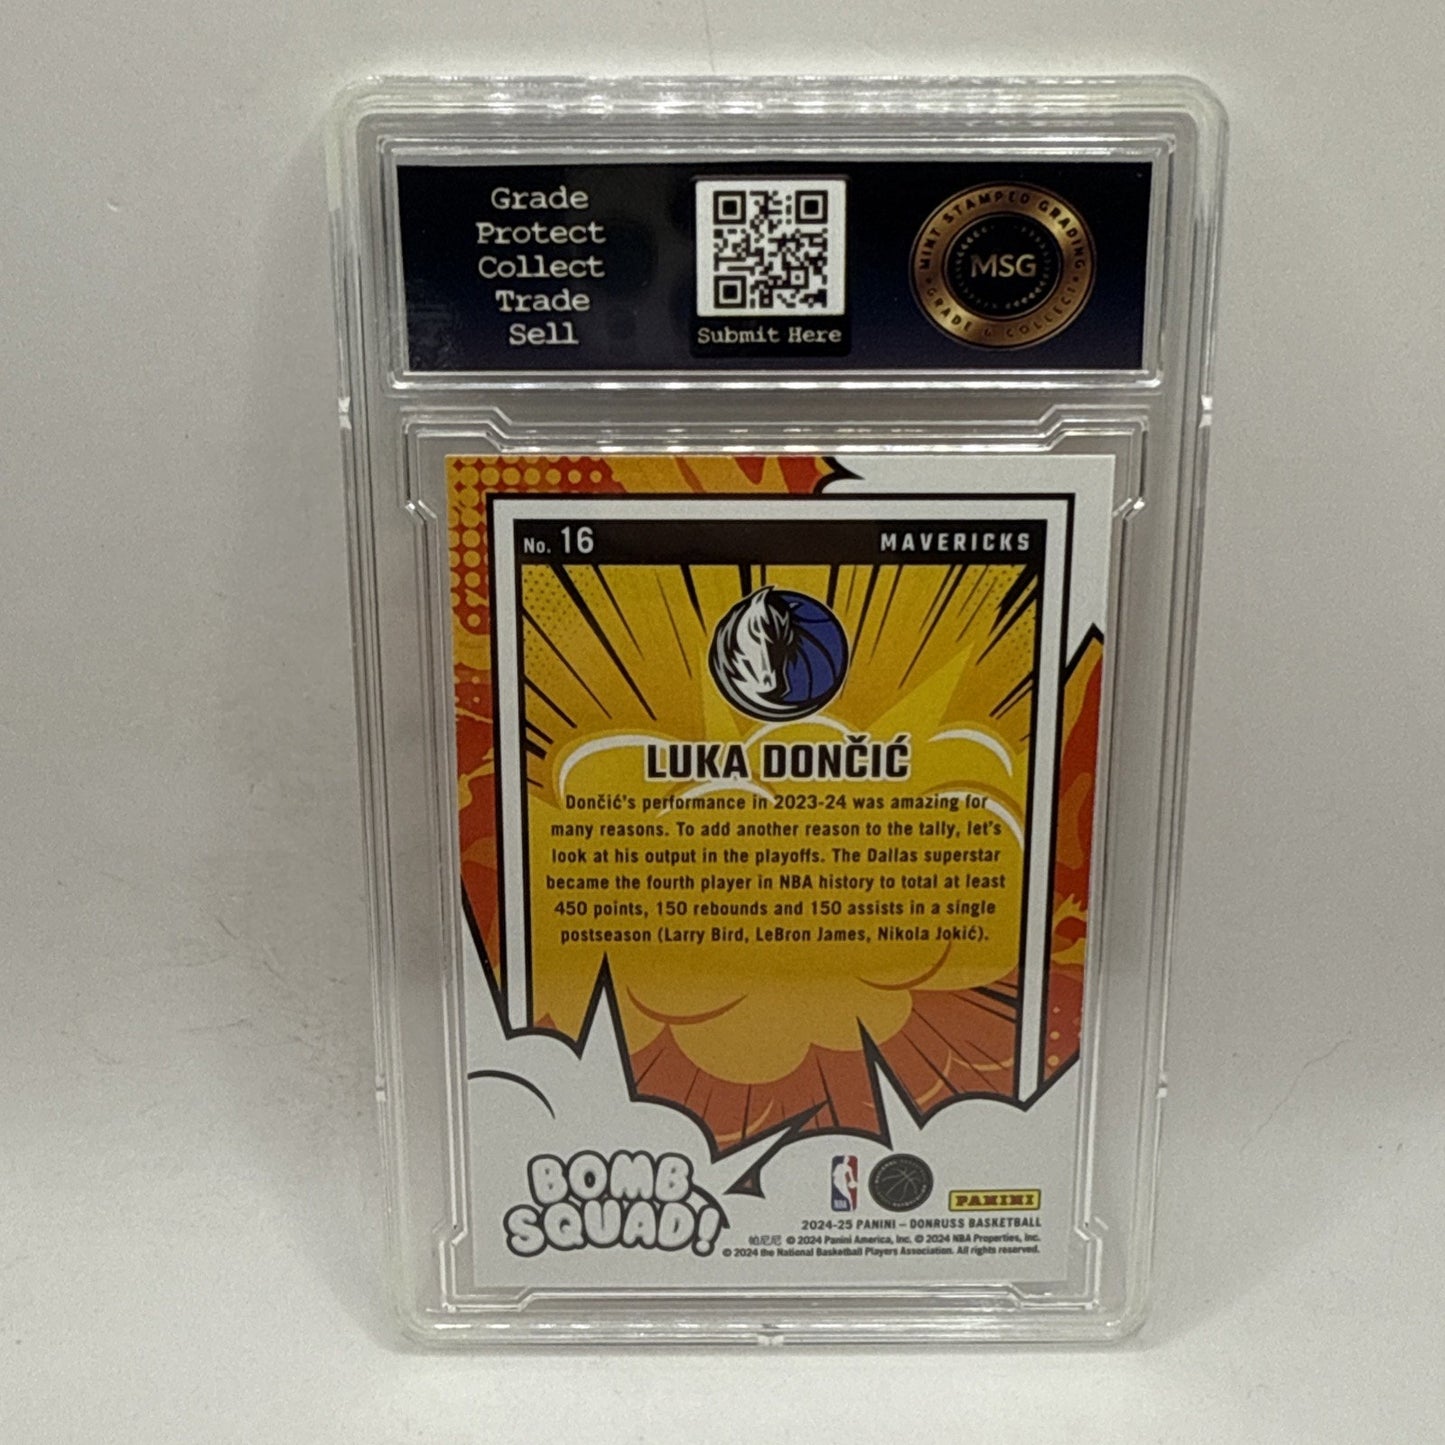 Grade
Protect
Collect
Trade
Sell
Submit Here
MINT STAMPED GRADING
MSG
GRADE & COLLECT
No. 16
MAVERICKS
LUKA DONČIĆ
Dončić's performance in 2023-24 was amazing for
many reasons. To add another reason to the tally, let's
look at his output in the playoffs. The Dallas superstar
became the fourth player in NBA history to total at least
450 points, 150 rebounds and 150 assists in a single
postseason (Larry Bird, LeBron James, Nikola Jokić).
BOMB
SQUAD!
NBA
PANINI
2024-25 PANINI – DONRUSS BASKETBALL
帕尼尼 © 2024 Panini America, Inc. © 2024 NBA Properties, Inc.
© 2024 the National Basketball Players Association. All rights reserved.